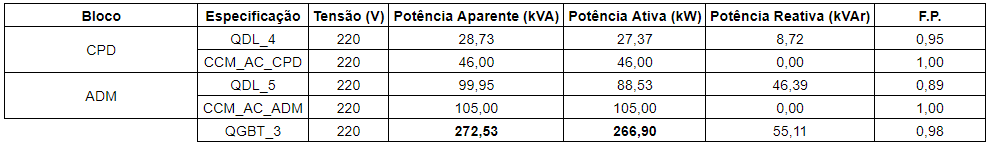 Bloco Especificação Tensão (V) Potência Aparente (kVA) Potência Ativa (kW) Potência Reativa (kVAr) F.P.
CPD QDL_4 220 28,73 27,37 8,72 0,95
CCM_AC_CPD 220 46,00 46,00 0,00 1,00
ADM QDL_5 220 99,95 88,53 46,39 0,89
CCM_AC_ADM 220 105,00 105,00 0,00 1,00
QGBT_3 220 272,53 266,90 55,11 0,98